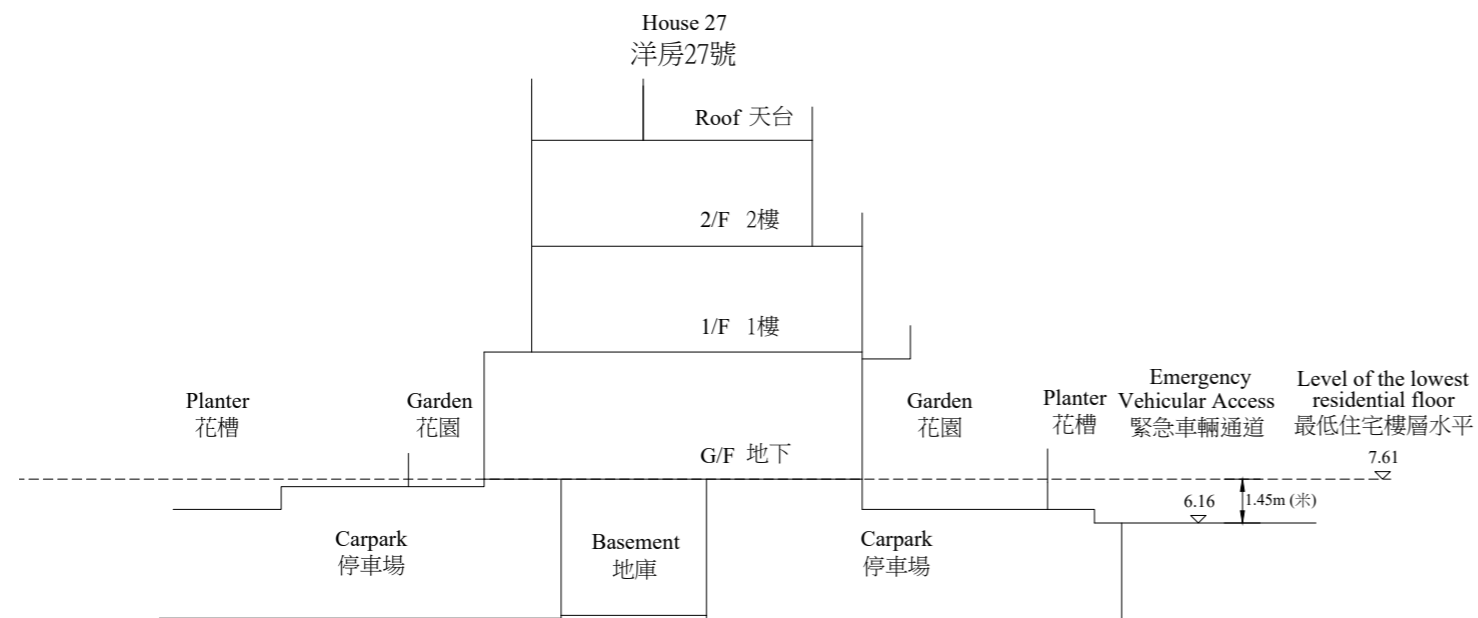 House 27
洋房27號
Roof 天台
2/F 2樓
1/F 1樓
Planter
花槽
Garden
花園
G/F 地下
Garden
花園
Planter
花槽
Emergency
Vehicular Access
緊急車輛通道
Level of the lowest
residential floor
最低住宅樓層水平
7.61
6.16
1.45m (米)
Carpark
停車場
Basement
地庫
Carpark
停車場